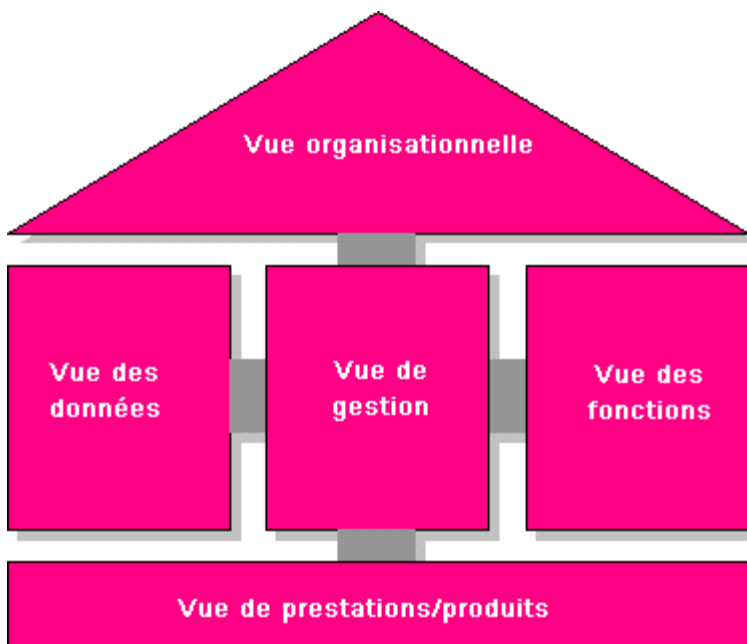 Vue organisationnelle
Vue des
données
Vue de
gestion
Vue des
fonctions
Vue de prestations/produits